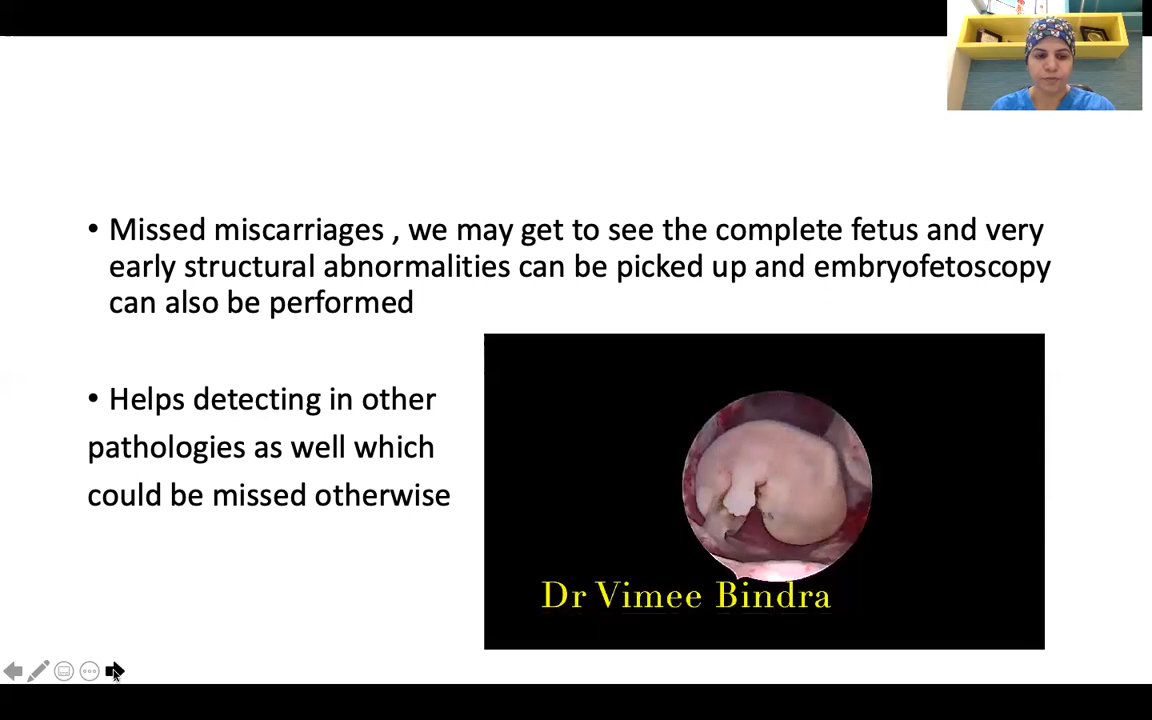 • Missed miscarriages , we may get to see the complete fetus and very
early structural abnormalities can be picked up and embryofetoscopy
can also be performed
• Helps detecting in other
pathologies as well which
could be missed otherwise
Dr Vimee Bindra